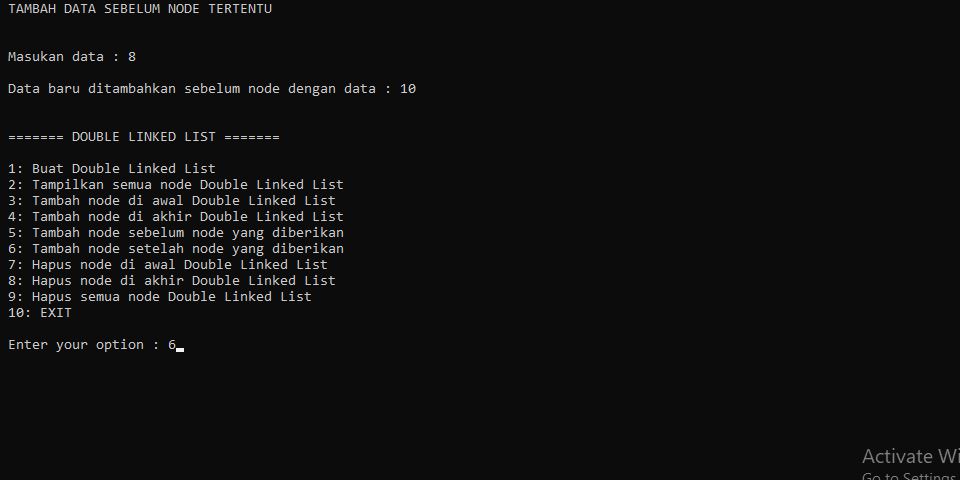 TAMBAH DATA SEBELUM NODE TERTENTU
Masukan data : 8
Data baru ditambahkan sebelum node dengan data : 10
======= DOUBLE LINKED LIST =======
1: Buat Double Linked List
2: Tampilkan semua node Double Linked List
3: Tambah node di awal Double Linked List
4: Tambah node di akhir Double Linked List
5: Tambah node sebelum node yang diberikan
6: Tambah node setelah node yang diberikan
7: Hapus node di awal Double Linked List
8: Hapus node di akhir Double Linked List
9: Hapus semua node Double Linked List
10: EXIT
Enter your option : 6
Activate Wi
Go to Settings